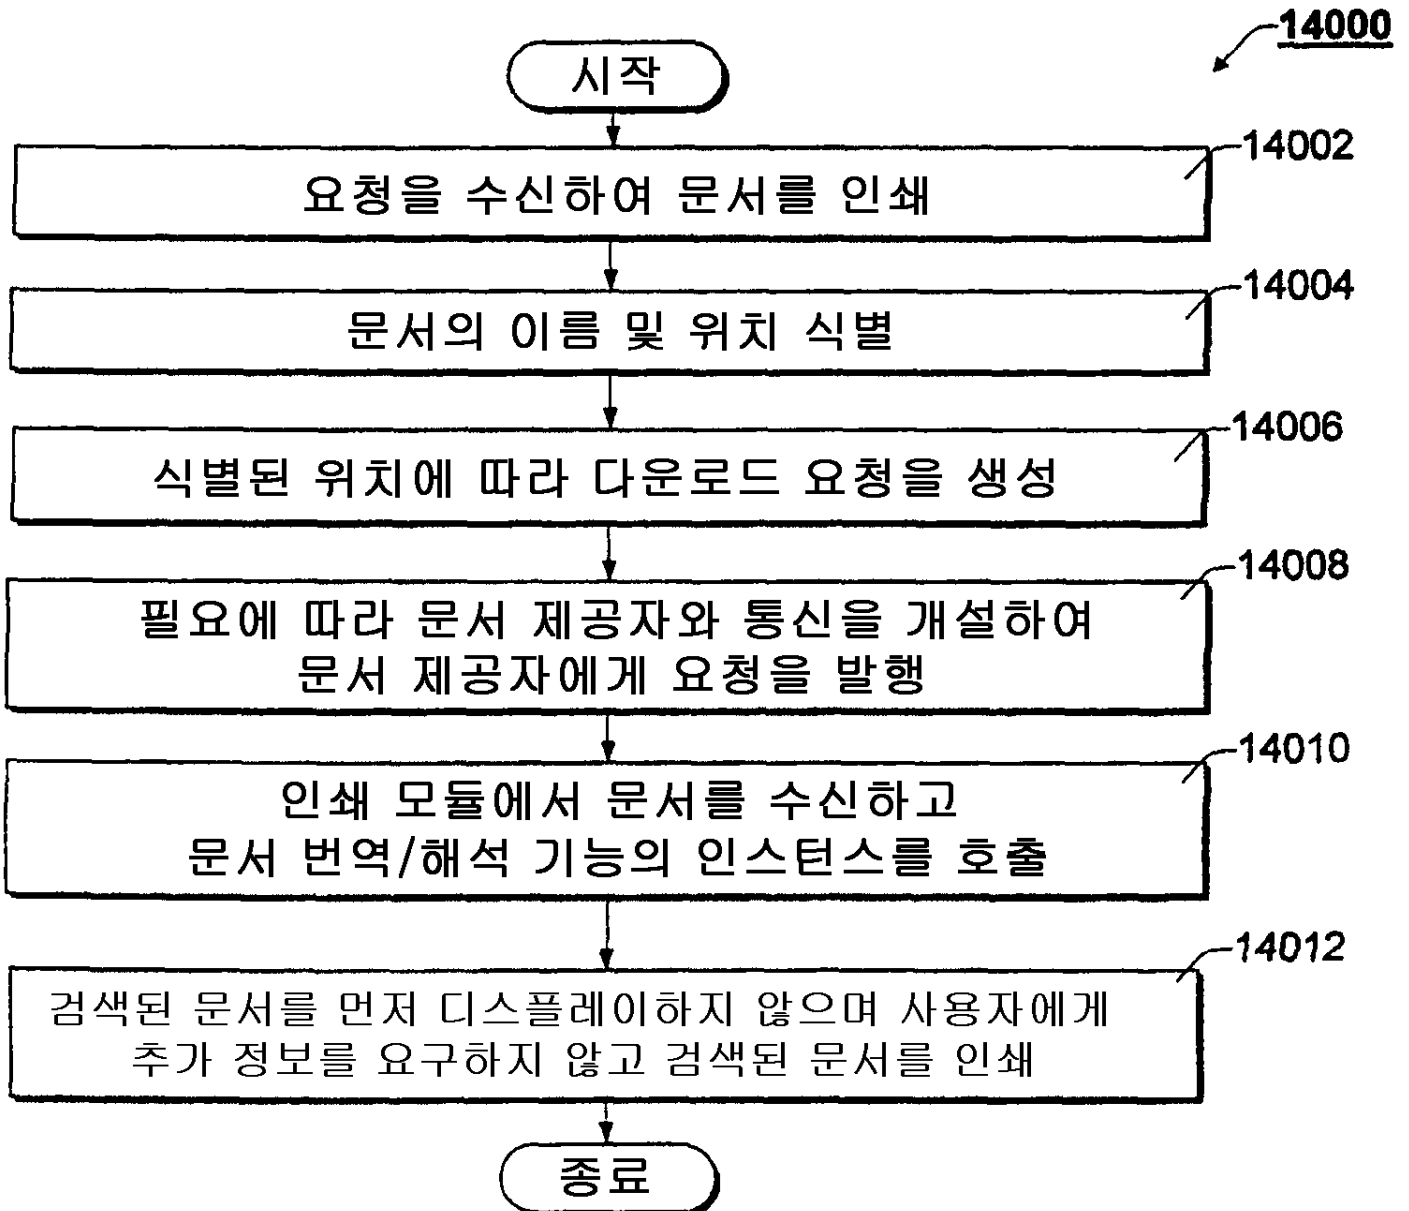 14000
시작
14002
요청을 수신하여 문서를 인쇄
14004
문서의 이름 및 위치 식별
14006
식별된 위치에 따라 다운로드 요청을 생성
14008
필요에 따라 문서 제공자와 통신을 개설하여
문서 제공자에게 요청을 발행
14010
인쇄 모듈에서 문서를 수신하고
문서 번역/해석 기능의 인스턴스를 호출
14012
검색된 문서를 먼저 디스플레이하지 않으며 사용자에게
추가 정보를 요구하지 않고 검색된 문서를 인쇄
종료